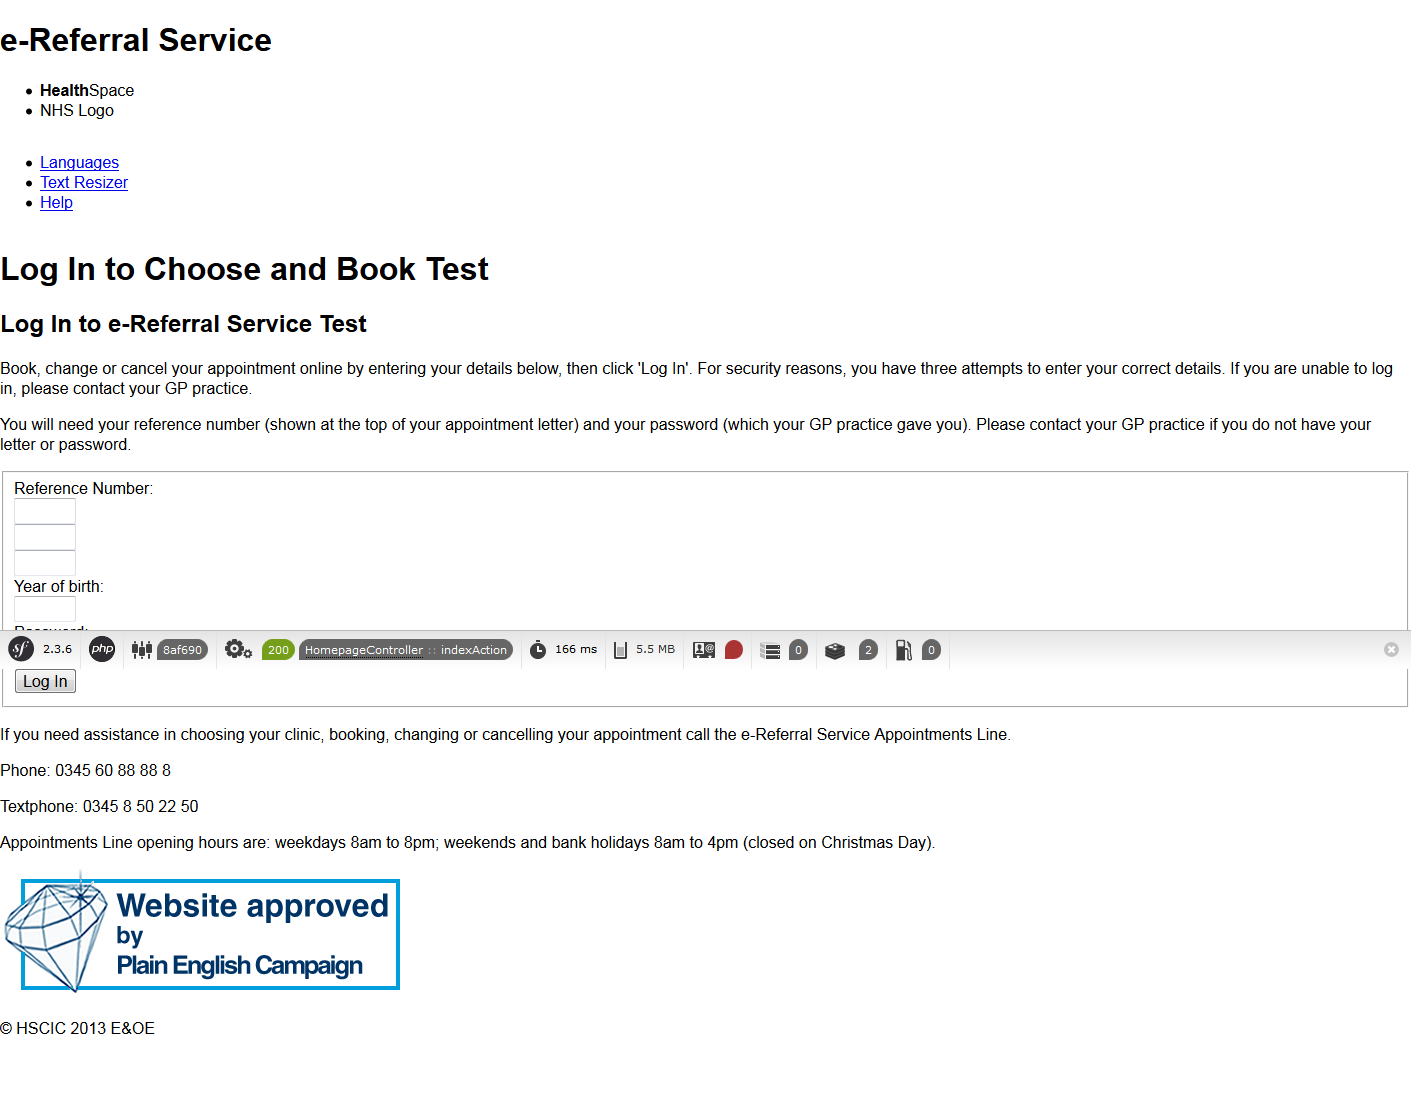 e-Referral Service
HealthSpace
NHS Logo
Languages
Text Resizer
Help
Log In to Choose and Book Test
Log In to e-Referral Service Test
Book, change or cancel your appointment online by entering your details below, then click 'Log In'. For security reasons, you have three attempts to enter your correct details. If you are unable to log
in, please contact your GP practice.
You will need your reference number (shown at the top of your appointment letter) and your password (which your GP practice gave you). Please contact your GP practice if you do not have your
letter or password.
Reference Number:
Year of birth:
Password:
sf 2.3.6 php 8af690 200 HomepageController :: indexAction 166 ms 5.5 MB 0 2 0
Log In
If you need assistance in choosing your clinic, booking, changing or cancelling your appointment call the e-Referral Service Appointments Line.
Phone: 0345 60 88 88 8
Textphone: 0345 8 50 22 50
Appointments Line opening hours are: weekdays 8am to 8pm; weekends and bank holidays 8am to 4pm (closed on Christmas Day).
Website approved
by
Plain English Campaign
© HSCIC 2013 E&OE